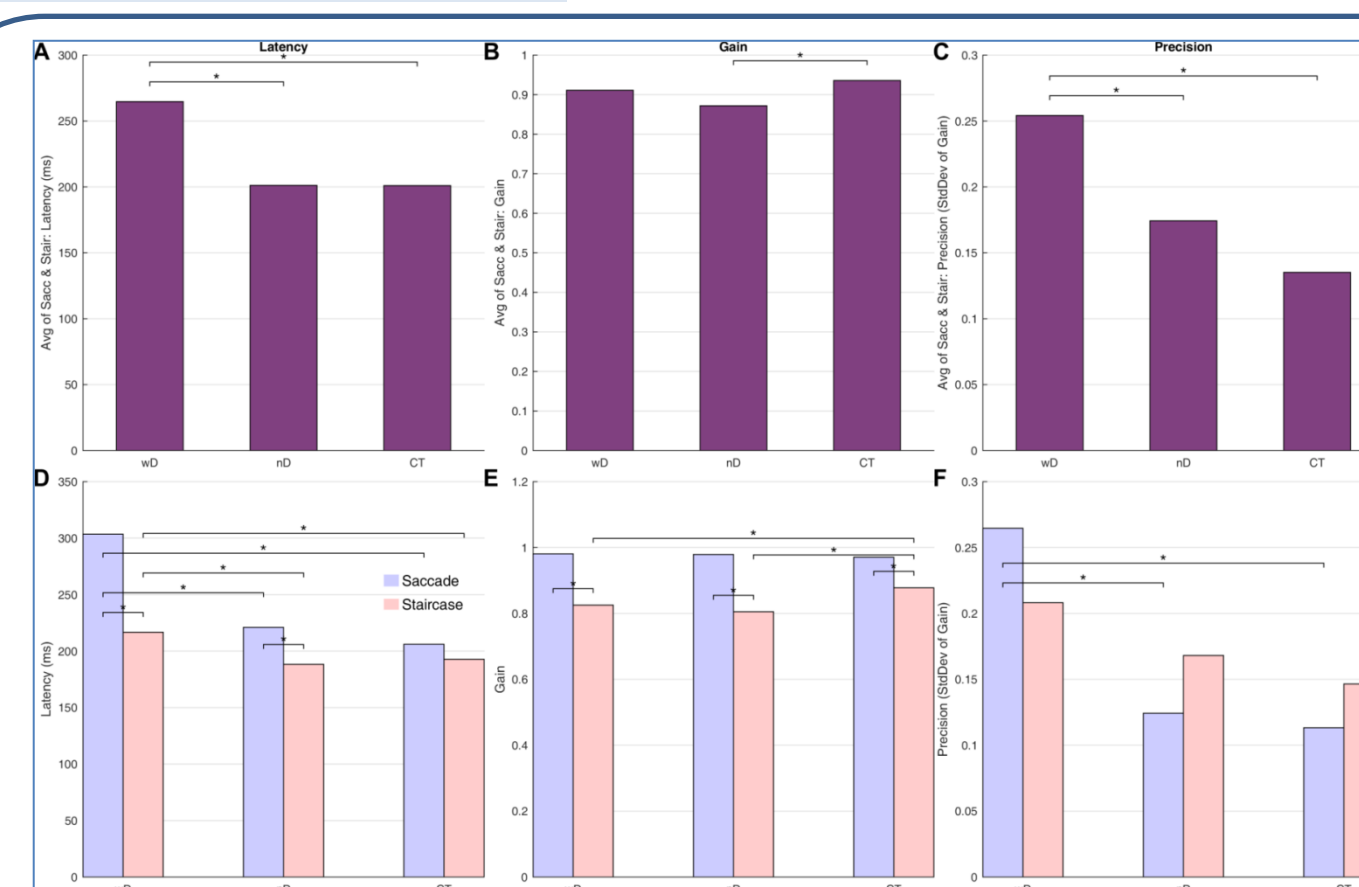 A
Latency
Avg of Sacc & Stair: Latency (ms)
300
250
200
150
100
50
0
*
*
wD
nD
CT
B
Gain
Avg of Sacc & Stair: Gain
1
0.9
0.8
0.7
0.6
0.5
0.4
0.3
0.2
0.1
0
*
wD
nD
CT
C
Precision
Avg of Sacc & Stair: Precision (StdDev of Gain)
0.3
0.25
0.2
0.15
0.1
0.05
0
*
*
wD
nD
CT
D
Latency (ms)
350
300
250
200
150
100
50
0
*
*
*
*
*
*
Saccade
Staircase
E
Gain
1.2
1
0.8
0.6
0.4
0.2
0
*
*
*
*
*
F
Precision (StdDev of Gain)
0.3
0.25
0.2
0.15
0.1
0.05
0
*
*